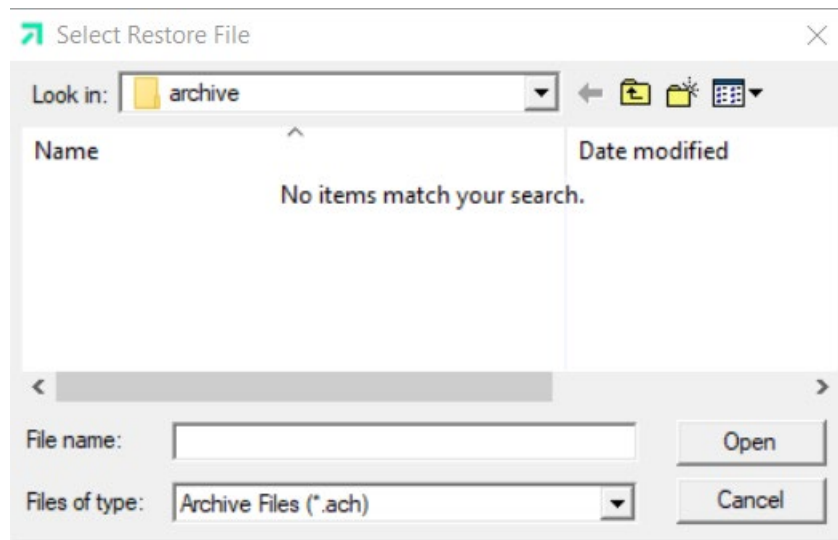 Select Restore File
Look in: archive
Name Date modified
No items match your search.
File name: Open
Files of type: Archive Files (*.ach) Cancel